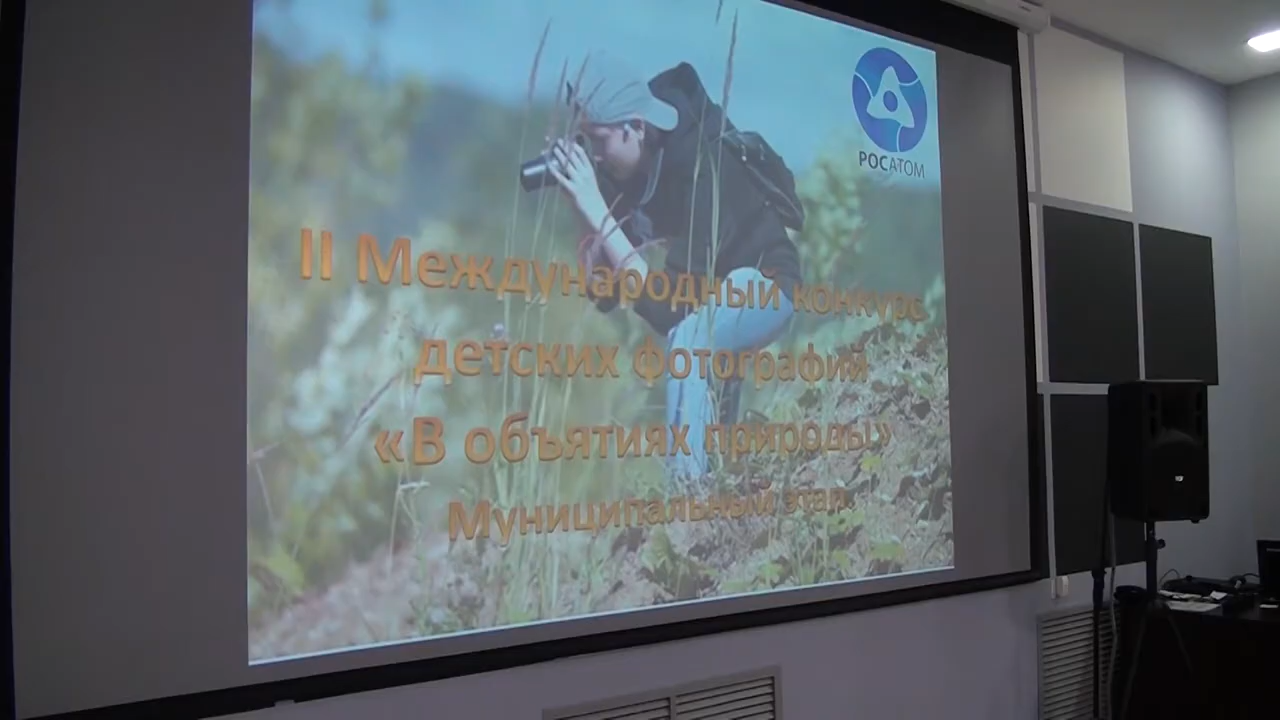 РОСАТОМ
II Международный конкурс
детских фотографий
«В объятиях природы»
Муниципальный этап.